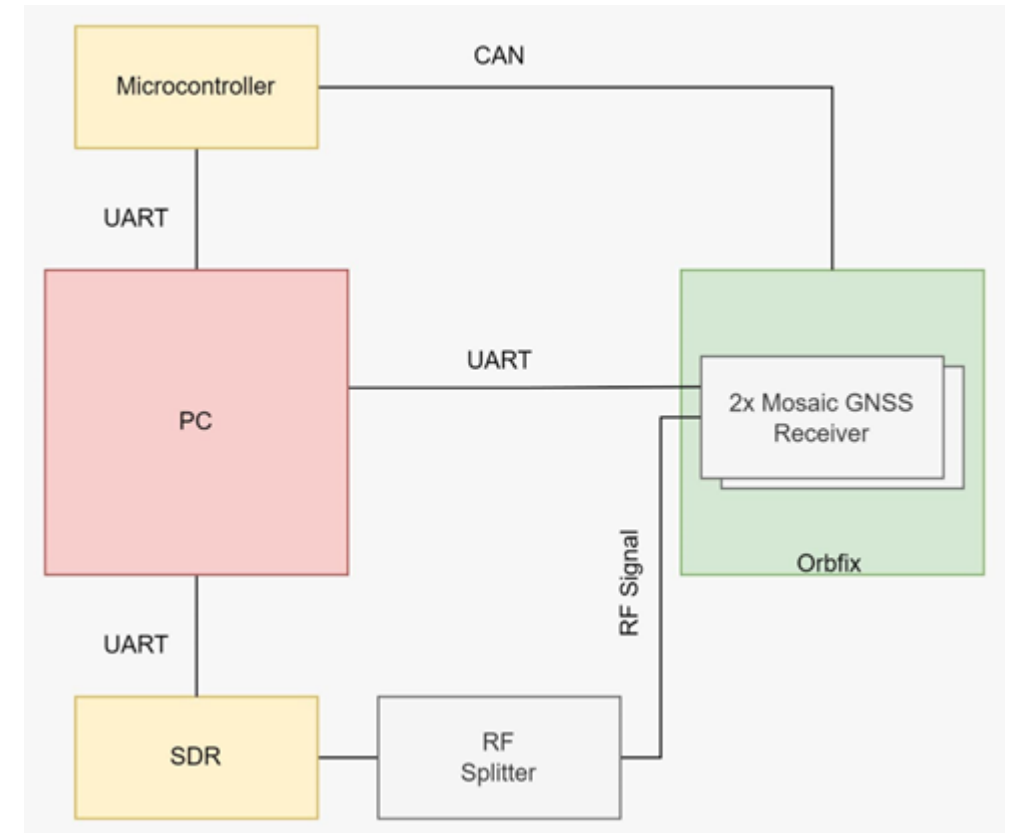 CAN
Microcontroller
UART
UART
2x Mosaic GNSS
Receiver
PC
Orbfix
RF Signal
UART
RF
Splitter
SDR